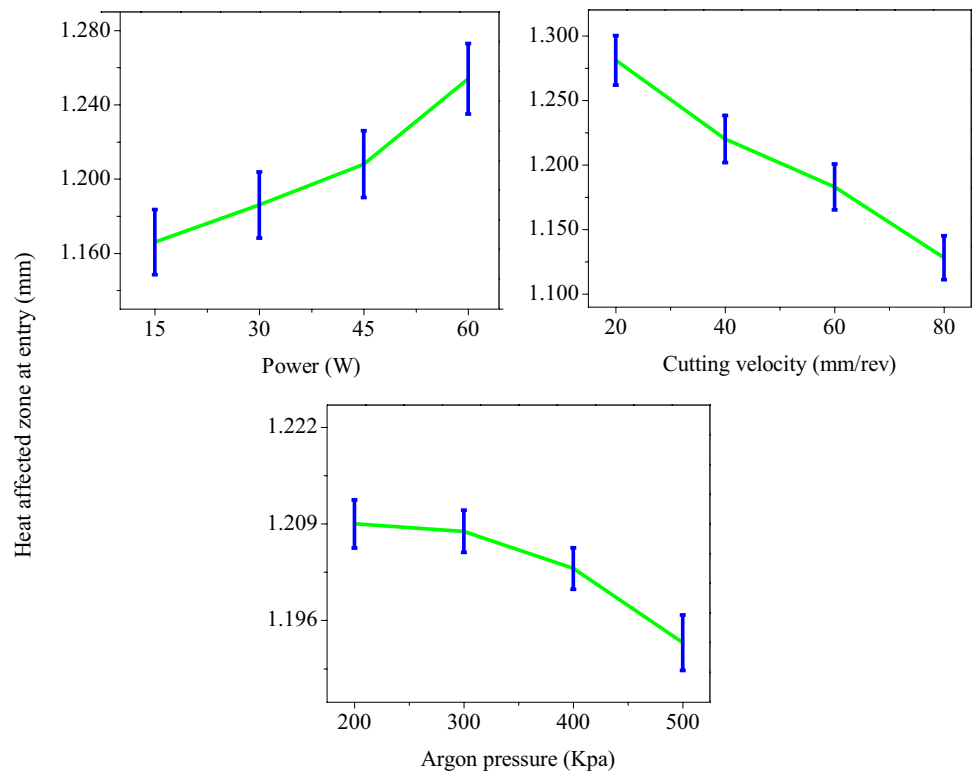 1.280
1.240
1.200
1.160
15 30 45 60
Power (W)
1.300
1.250
1.200
1.150
1.100
20 40 60 80
Cutting velocity (mm/rev)
Heat affected zone at entry (mm)
1.222
1.209
1.196
200 300 400 500
Argon pressure (Kpa)